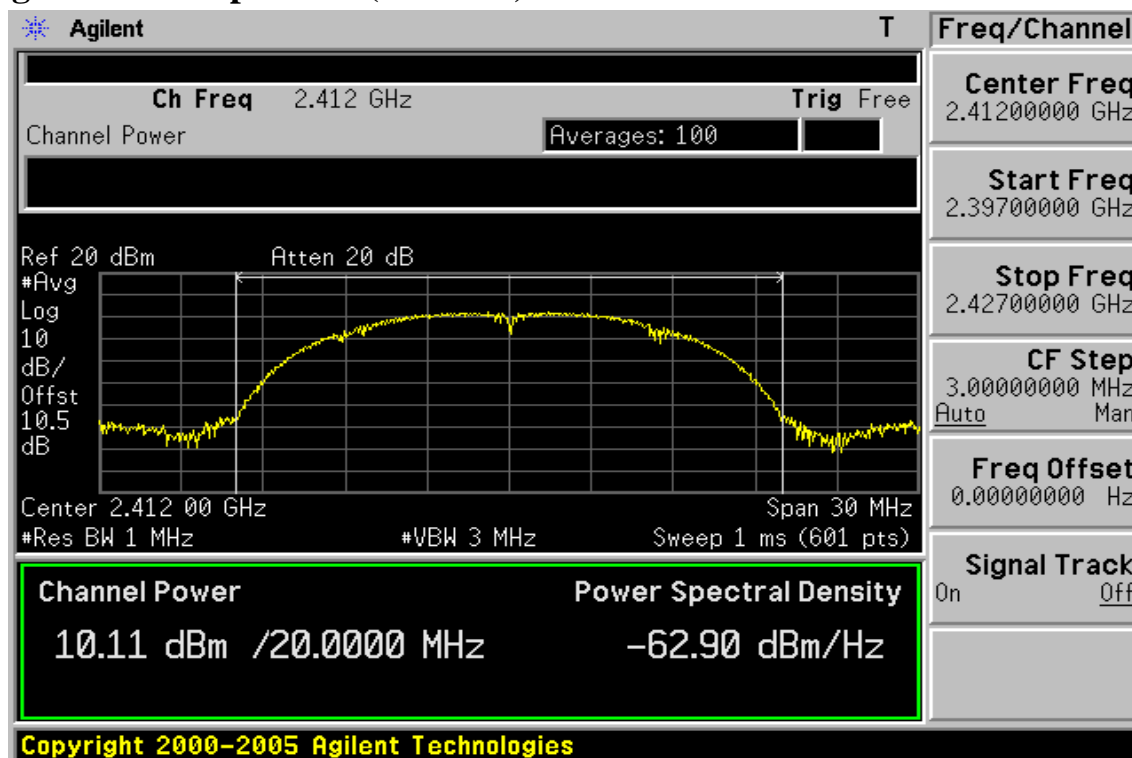 Agilent T
Ch Freq 2.412 GHz Trig Free
Channel Power Averages: 100
Ref 20 dBm Atten 20 dB
#Avg
Log
10
dB/
Offst
10.5
dB
Center 2.412 00 GHz Span 30 MHz
#Res BW 1 MHz #VBW 3 MHz Sweep 1 ms (601 pts)
Channel Power Power Spectral Density
10.11 dBm /20.0000 MHz -62.90 dBm/Hz
Copyright 2000-2005 Agilent Technologies
Freq/Channel
Center Freq
2.41200000 GHz
Start Freq
2.39700000 GHz
Stop Freq
2.42700000 GHz
CF Step
3.00000000 MHz
Auto Man
Freq Offset
0.00000000 Hz
Signal Track
On Off